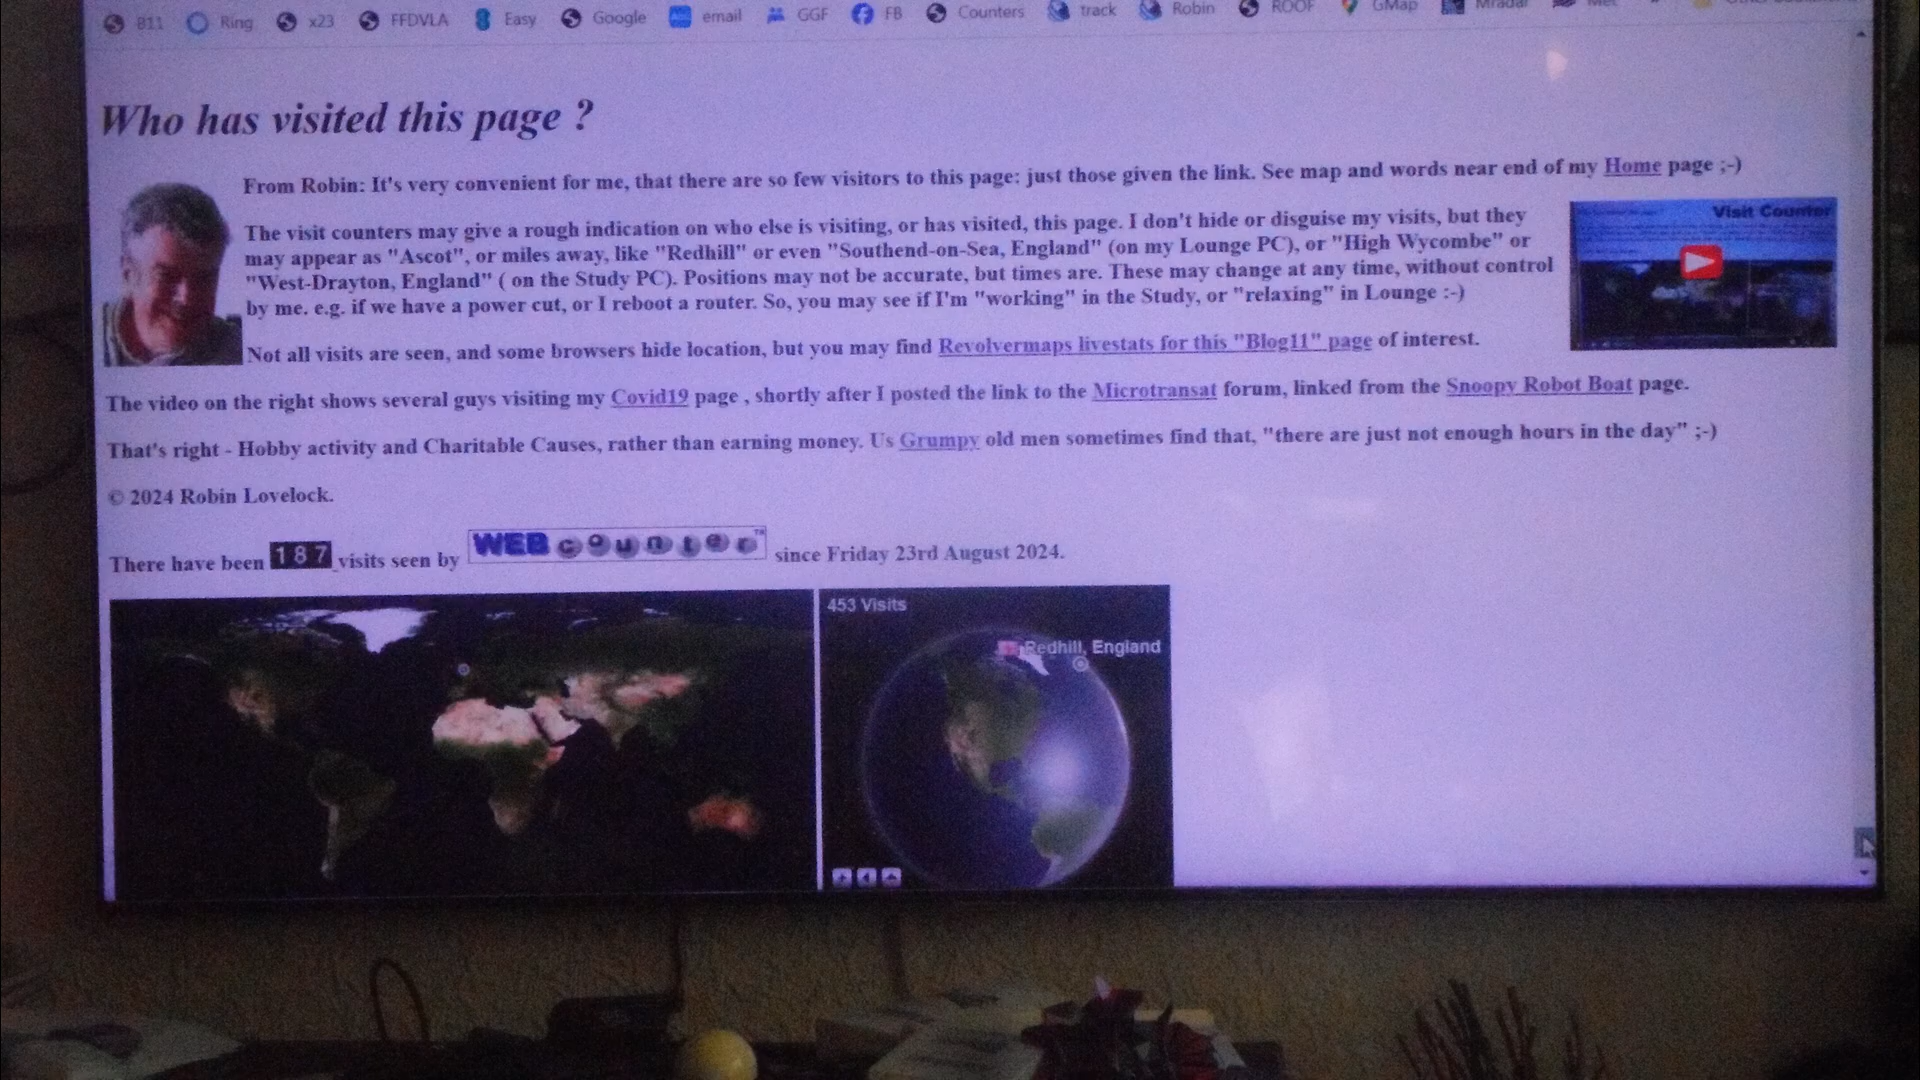 B11 Ring x23 FFDVLA Easy Google email GGF FB Counters track Robin ROOF GMap Mradar Met
Who has visited this page ?
From Robin: It's very convenient for me, that there are so few visitors to this page: just those given the link. See map and words near end of my Home page ;-)
The visit counters may give a rough indication on who else is visiting, or has visited, this page. I don't hide or disguise my visits, but they
may appear as "Ascot", or miles away, like "Redhill" or even "Southend-on-Sea, England" (on my Lounge PC), or "High Wycombe" or
"West-Drayton, England" ( on the Study PC). Positions may not be accurate, but times are. These may change at any time, without control
by me. e.g. if we have a power cut, or I reboot a router. So, you may see if I'm "working" in the Study, or "relaxing" in Lounge :-)
Visit Counter
Not all visits are seen, and some browsers hide location, but you may find Revolvermaps livestats for this "Blog11" page of interest.
The video on the right shows several guys visiting my Covid19 page , shortly after I posted the link to the Microtransat forum, linked from the Snoopy Robot Boat page.
That's right - Hobby activity and Charitable Causes, rather than earning money. Us Grumpy old men sometimes find that, "there are just not enough hours in the day" ;-)
© 2024 Robin Lovelock.
There have been 187 visits seen by WEB counter™ since Friday 23rd August 2024.
453 Visits
Redhill, England